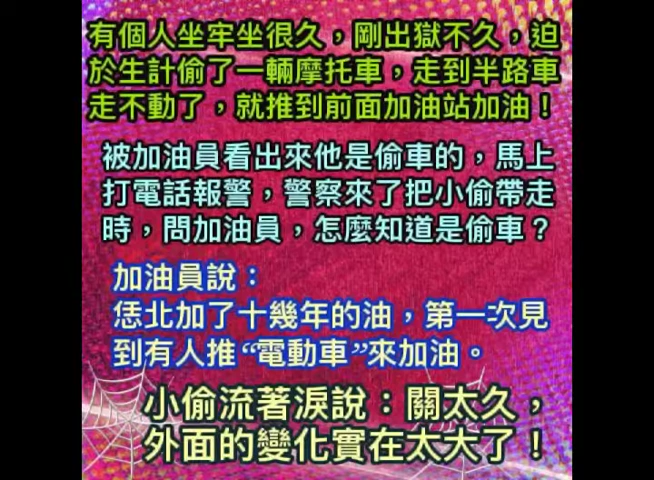 有個人坐牢坐很久，剛出獄不久，迫
於生計偷了一輛摩托車，走到半路車
走不動了，就推到前面加油站加油！
被加油員看出來他是偷車的，馬上
打電話報警，警察來了把小偷帶走
時，問加油員，怎麼知道是偷車？
加油員說：
恁北加了十幾年的油，第一次見
到有人推“電動車”來加油。
小偷流著淚說：關太久，
外面的變化實在太大了！